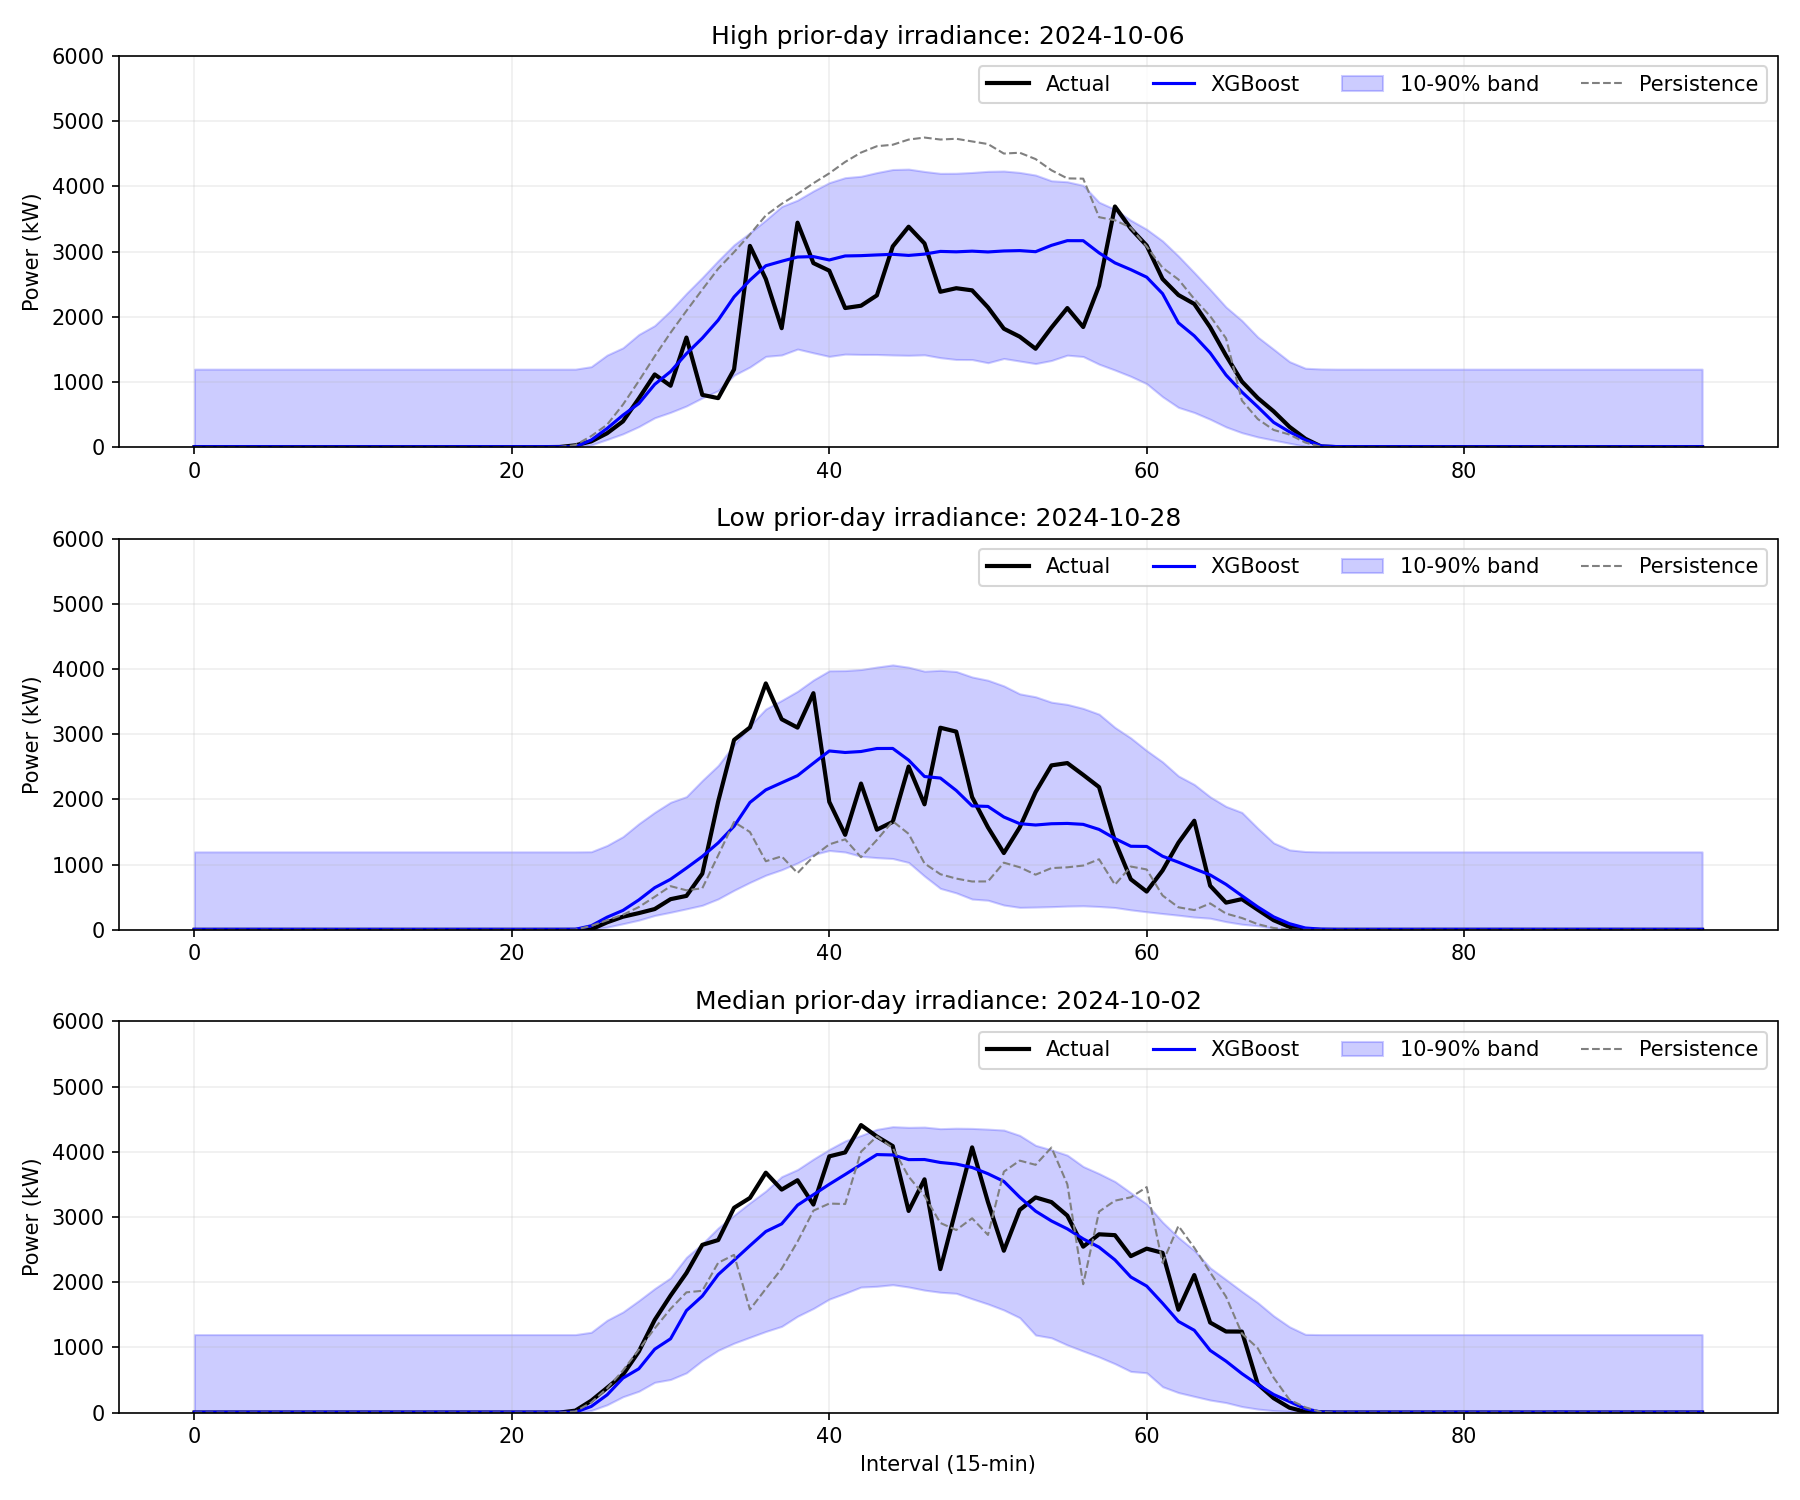 High prior-day irradiance: 2024-10-06
6000
5000
4000
3000
2000
1000
0
Power (kW)
Actual XGBoost 10-90% band Persistence
0 20 40 60 80
Low prior-day irradiance: 2024-10-28
6000
5000
4000
3000
2000
1000
0
Power (kW)
Actual XGBoost 10-90% band Persistence
0 20 40 60 80
Median prior-day irradiance: 2024-10-02
6000
5000
4000
3000
2000
1000
0
Power (kW)
Actual XGBoost 10-90% band Persistence
0 20 40 60 80
Interval (15-min)